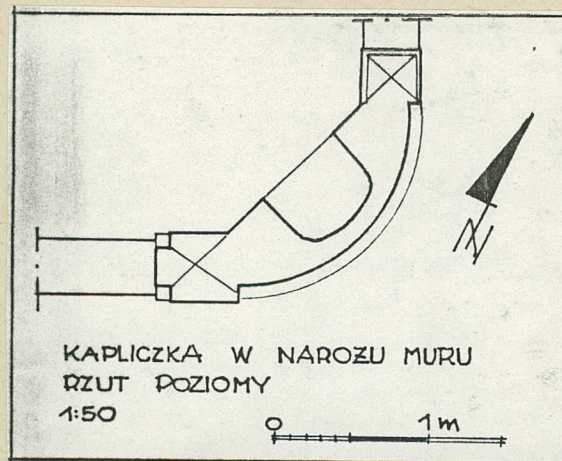 N
KAPLICZKA W NAROŻU MURU
RZUT POZIOMY
1:50
0 1m